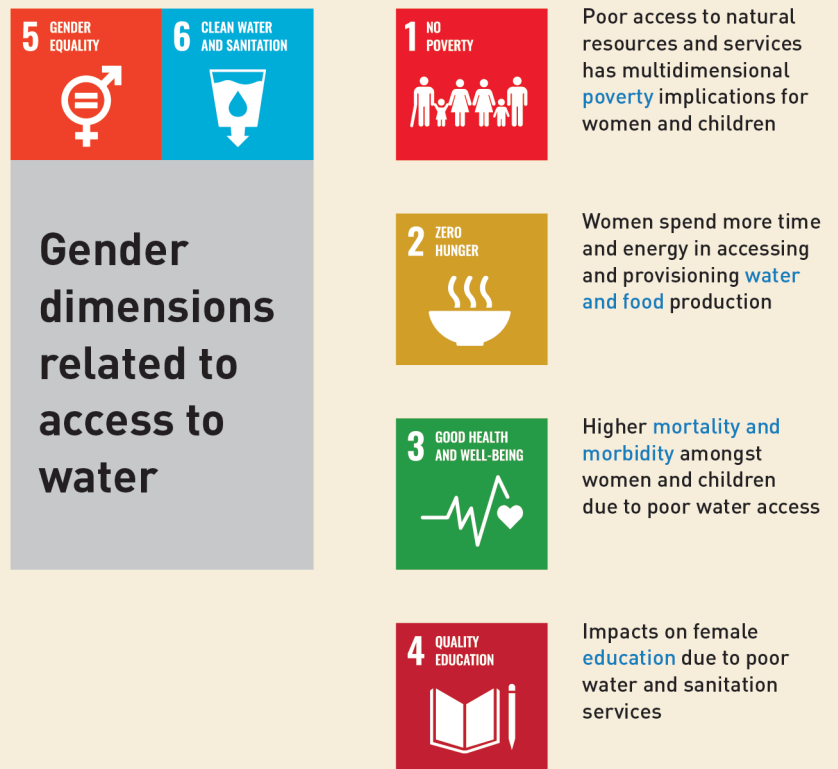 5 GENDER
EQUALITY
6 CLEAN WATER
AND SANITATION
Gender
dimensions
related to
access to
water
1 NO
POVERTY
Poor access to natural
resources and services
has multidimensional
poverty implications for
women and children
2 ZERO
HUNGER
Women spend more time
and energy in accessing
and provisioning water
and food production
3 GOOD HEALTH
AND WELL-BEING
Higher mortality and
morbidity amongst
women and children
due to poor water access
4 QUALITY
EDUCATION
Impacts on female
education due to poor
water and sanitation
services